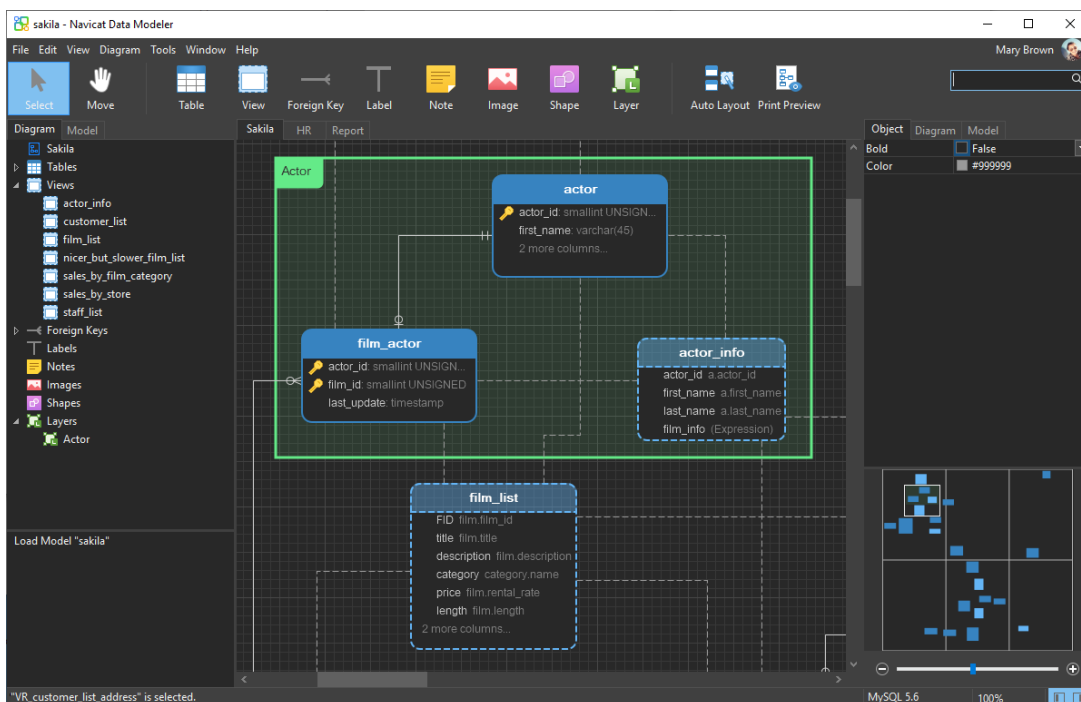 sakila - Navicat Data Modeler
File Edit View Diagram Tools Window Help
Mary Brown
Select Move Table View Foreign Key Label Note Image Shape Layer Auto Layout Print Preview
Diagram Model
Sakila
Tables
Views
actor_info
customer_list
film_list
nicer_but_slower_film_list
sales_by_film_category
sales_by_store
staff_list
Foreign Keys
Labels
Notes
Images
Shapes
Layers
Actor
Load Model "sakila"
Sakila HR Report
Actor
actor
actor_id: smallint UNSIGN...
first_name: varchar(45)
2 more columns...
film_actor
actor_id: smallint UNSIGN...
film_id: smallint UNSIGNED
last_update: timestamp
actor_info
actor_id a.actor_id
first_name a.first_name
last_name a.last_name
film_info (Expression)
film_list
FID film.film_id
title film.title
description film.description
category category.name
price film.rental_rate
length film.length
2 more columns...
Object Diagram Model
Bold False
Color #999999
"VR_customer_list_address" is selected.
MySQL 5.6 100%